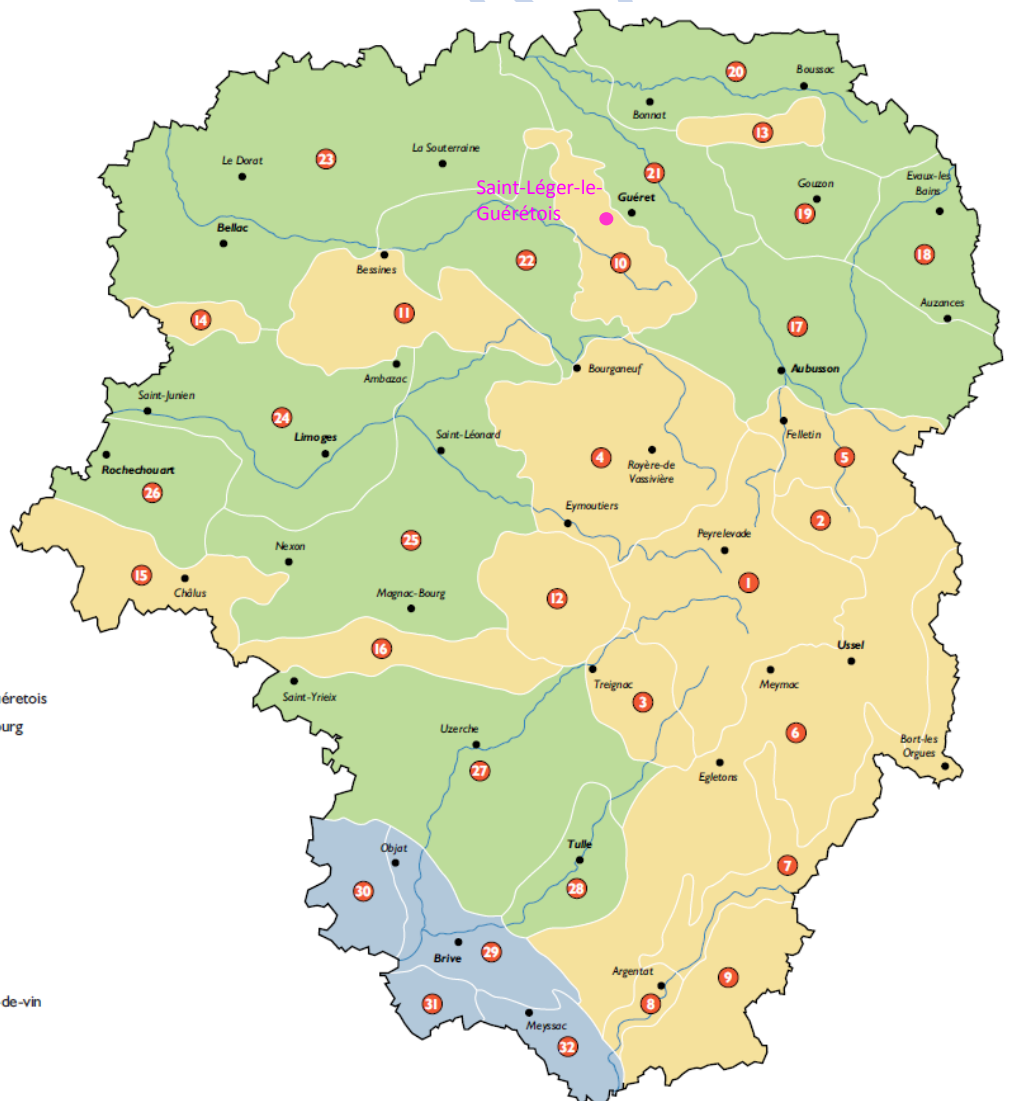 20
Boussac
Bonnat
13
La Souterraine
Le Dorat
23
21
Evaux-les
Bains
Gouzon
Saint-Léger-le-
Guérétois
Guéret
19
Bellac
18
22
10
Bessines
Auzances
14
11
17
Ambazac
Bourganeuf
Aubusson
Saint-Junien
24
Limoges
Saint-Léonard
Felletin
4
5
Rochechouart
Royère-de
Vassivière
26
Eymoutiers
2
Peyrelevade
25
Nexon
15
Châlus
1
Magnac-Bourg
12
16
Ussel
Saint-Yrieix
Treignac
Meymac
3
éretois
urg
Uzerche
6
Bort-les
Orgues
27
Egletons
Objat
Tulle
7
30
28
Brive
29
Argentat
9
-de-vin
31
8
Meyssac
32